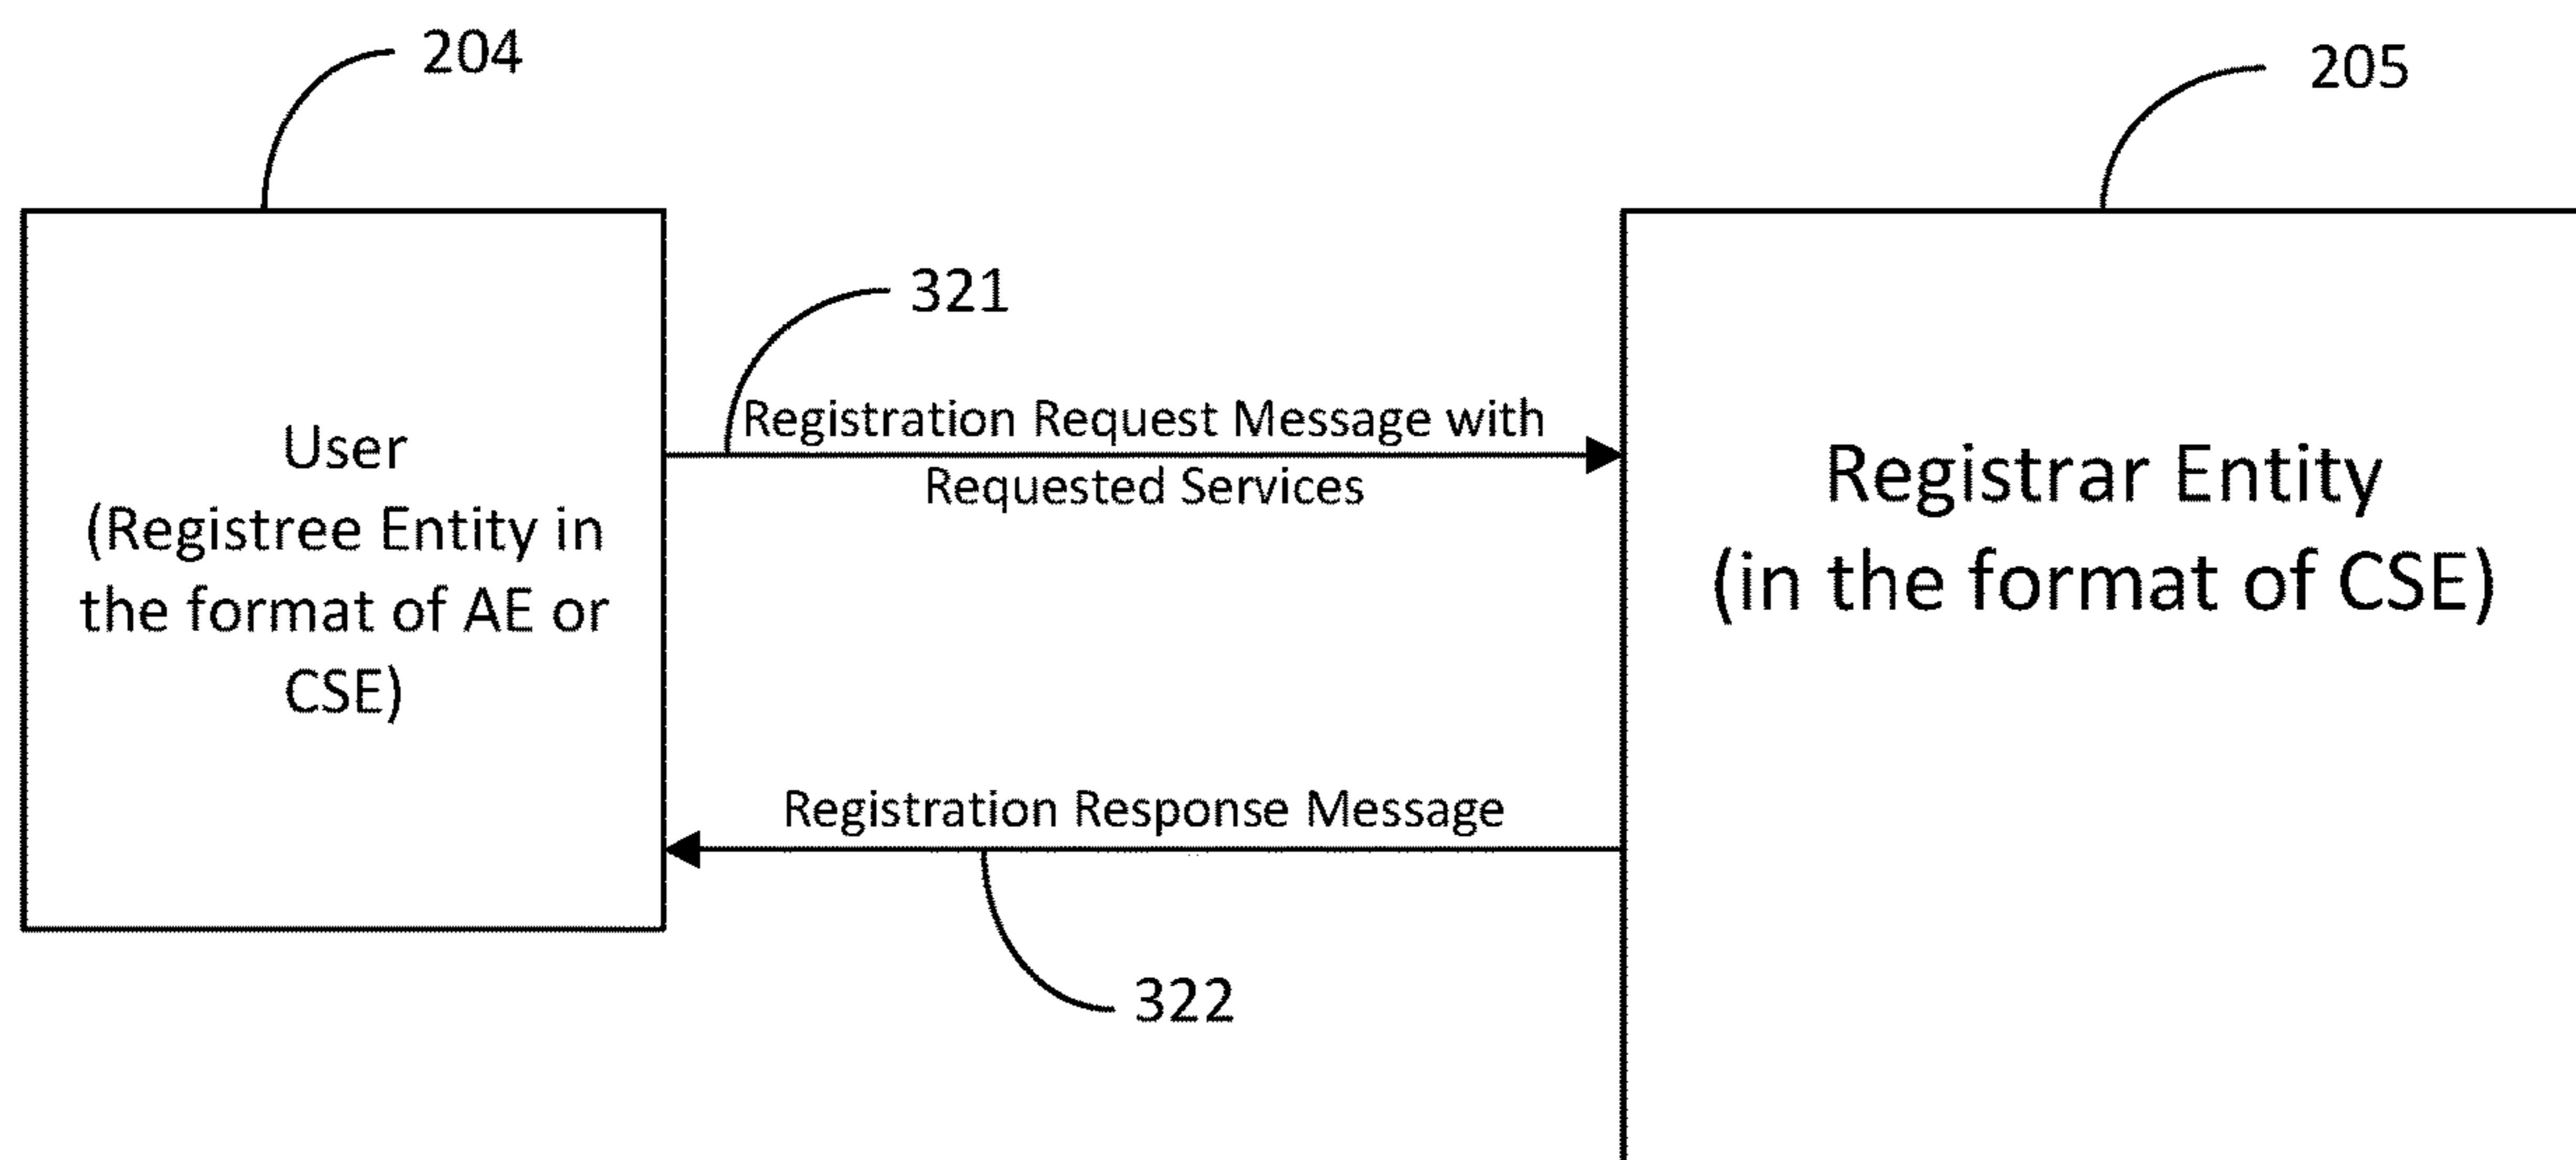 204
205
321
Registration Request Message with
Requested Services
User
(Registree Entity in
the format of AE or
CSE)
Registrar Entity
(in the format of CSE)
Registration Response Message
322